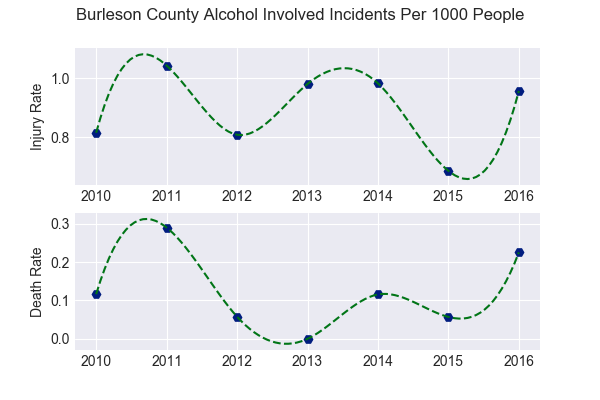 Burleson County Alcohol Involved Incidents Per 1000 People
Injury Rate
1.0
0.8
2010 2011 2012 2013 2014 2015 2016
Death Rate
0.3
0.2
0.1
0.0
2010 2011 2012 2013 2014 2015 2016